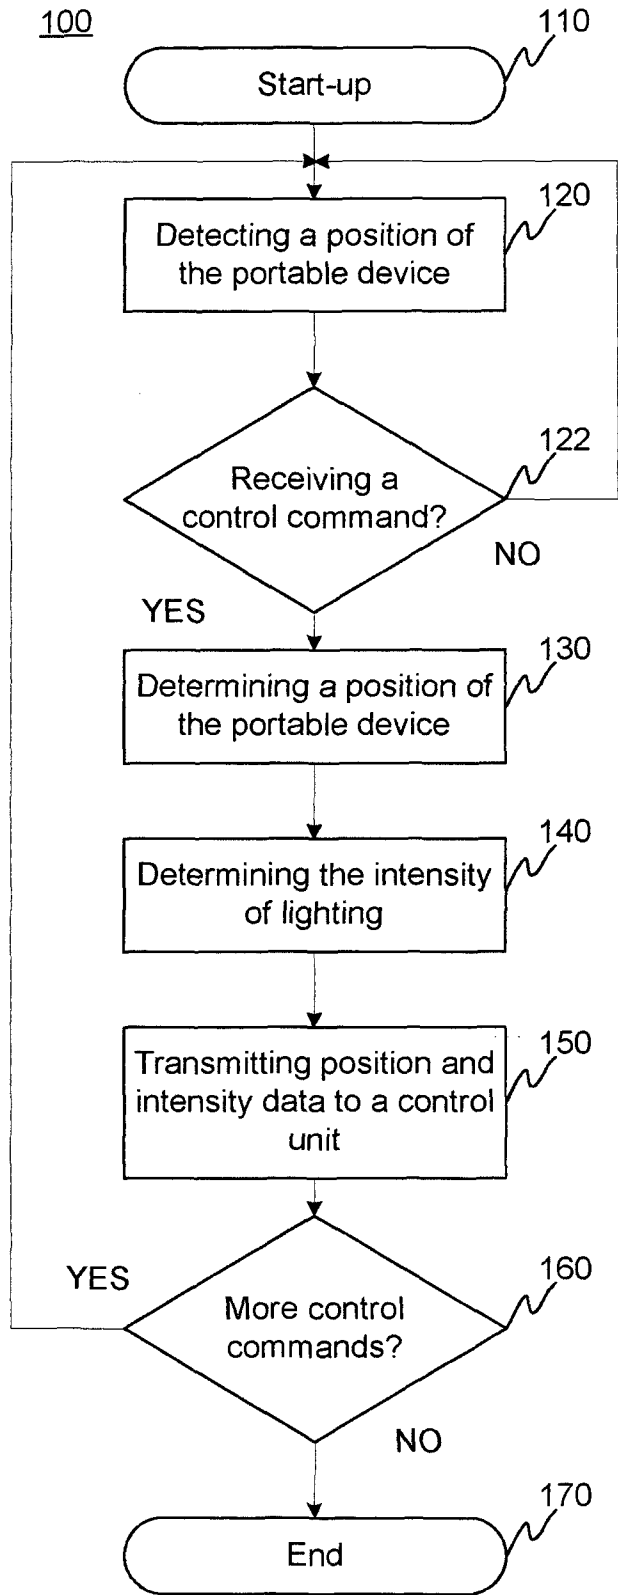 100
110
Start-up
120
Detecting a position of
the portable device
122
Receiving a
control command?
NO
YES
130
Determining a position of
the portable device
140
Determining the intensity
of lighting
150
Transmitting position and
intensity data to a control
unit
160
YES
More control
commands?
NO
170
End